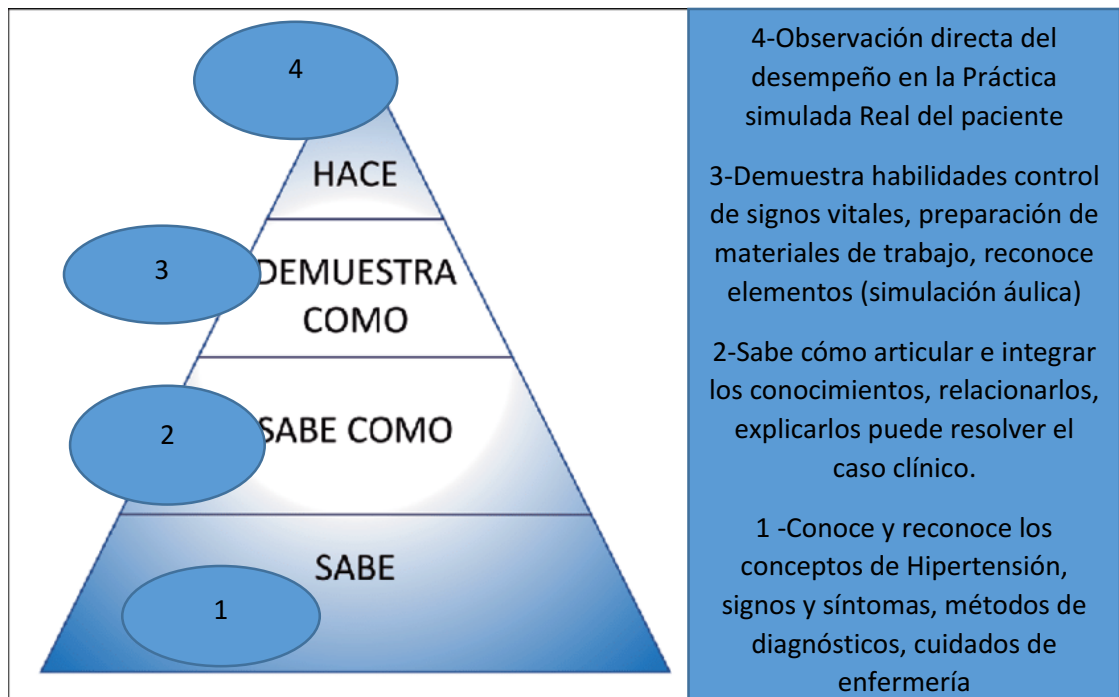 4
HACE
3
DEMUESTRA
COMO
2
SABE COMO
SABE
1
4-Observación directa del
desempeño en la Práctica
simulada Real del paciente
3-Demuestra habilidades control
de signos vitales, preparación de
materiales de trabajo, reconoce
elementos (simulación áulica)
2-Sabe cómo articular e integrar
los conocimientos, relacionarlos,
explicarlos puede resolver el
caso clínico.
1 -Conoce y reconoce los
conceptos de Hipertensión,
signos y síntomas, métodos de
diagnósticos, cuidados de
enfermería